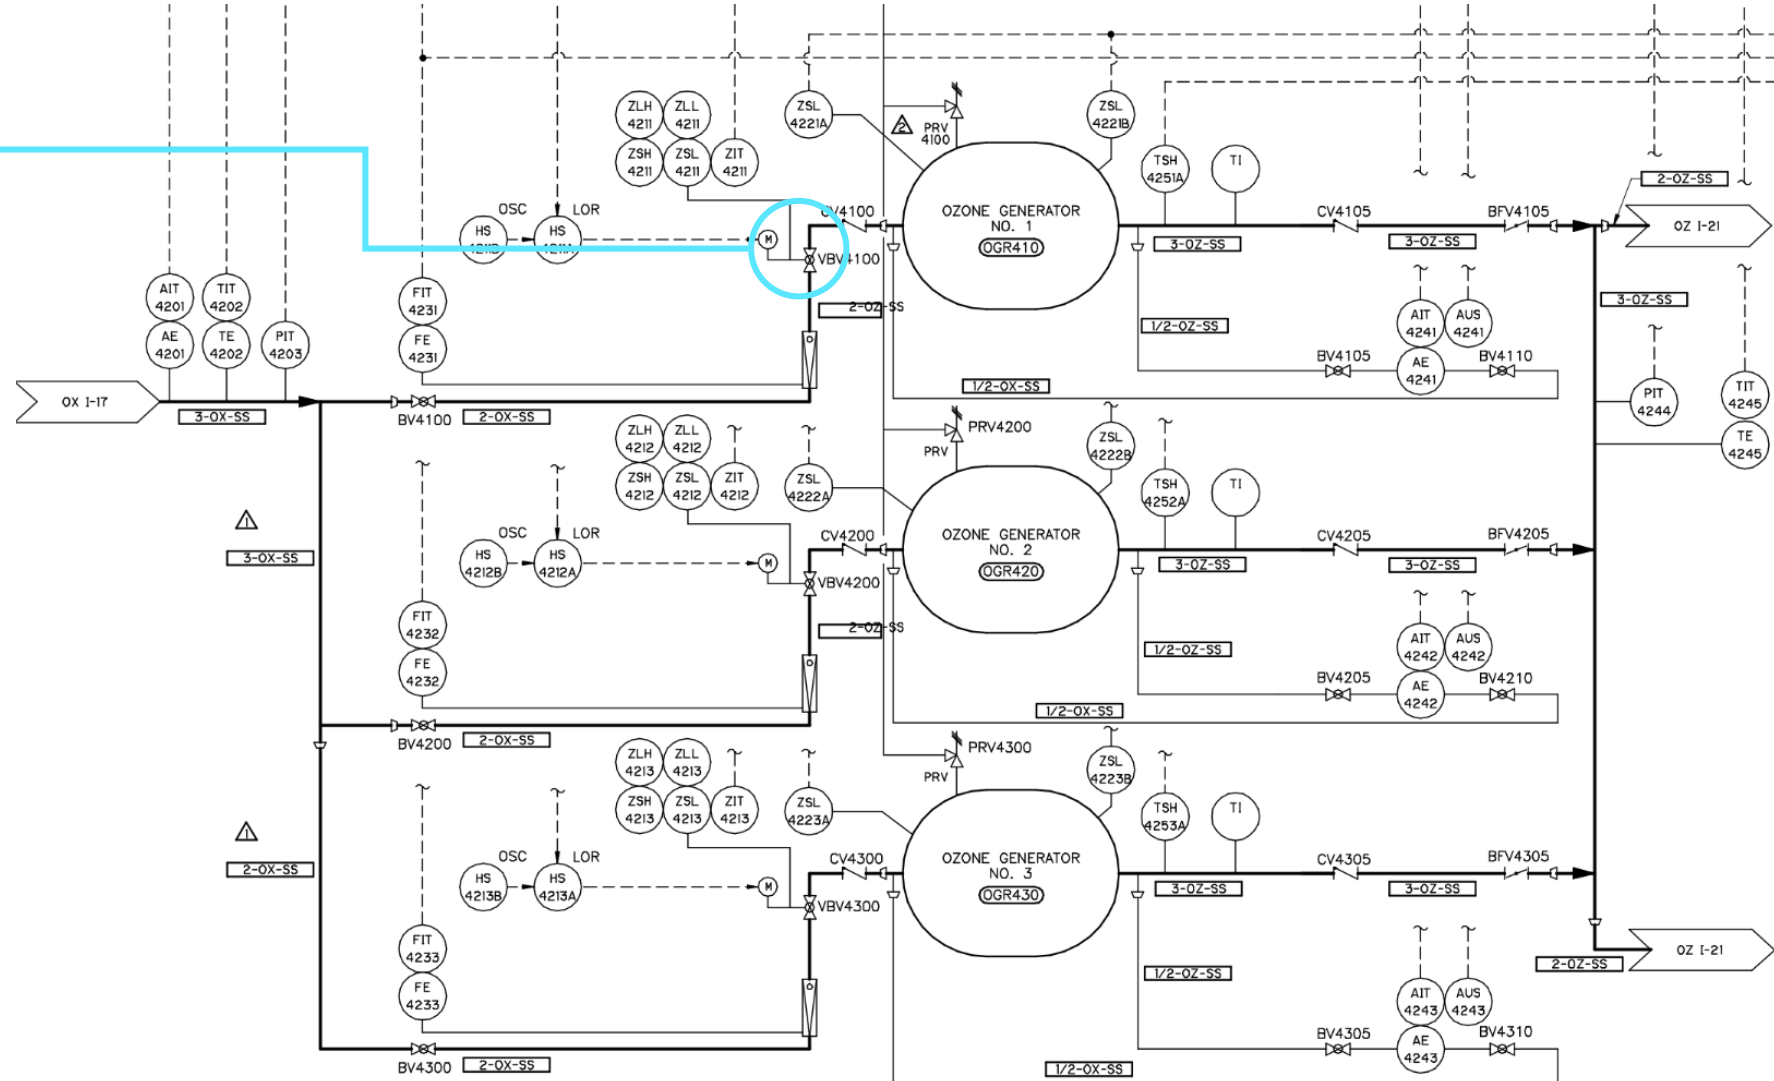 ZLH
4211
ZLL
4211
ZSH
4211
ZSL
4211
ZIT
4211
ZSL
4221A
2
PRV
4100
ZSL
4221B
TSH
4251A
TI
OSC
LOR
HS
4211B
HS
4211A
M
CV4100
VBV4100
2-OZ-SS
OZONE GENERATOR
NO. 1
OGR410
3-OZ-SS
CV4105
3-OZ-SS
BFV4105
2-OZ-SS
OZ I-21
3-OZ-SS
AIT
4201
AE
4201
TIT
4202
TE
4202
PIT
4203
FIT
4231
FE
4231
OX I-17
3-OX-SS
BV4100
2-OX-SS
1/2-OZ-SS
1/2-OX-SS
BV4105
AIT
4241
AUS
4241
AE
4241
BV4110
PIT
4244
TIT
4245
TE
4245
ZLH
4212
ZLL
4212
ZSH
4212
ZSL
4212
ZIT
4212
ZSL
4222A
PRV4200
PRV
ZSL
4222B
TSH
4252A
TI
1
3-OX-SS
OSC
LOR
HS
4212B
HS
4212A
M
CV4200
VBV4200
2-OZ-SS
OZONE GENERATOR
NO. 2
OGR420
3-OZ-SS
CV4205
3-OZ-SS
BFV4205
FIT
4232
FE
4232
BV4200
2-OX-SS
1/2-OZ-SS
1/2-OX-SS
BV4205
AIT
4242
AUS
4242
AE
4242
BV4210
ZLH
4213
ZLL
4213
ZSH
4213
ZSL
4213
ZIT
4213
ZSL
4223A
PRV4300
PRV
ZSL
4223B
TSH
4253A
TI
1
2-OX-SS
OSC
LOR
HS
4213B
HS
4213A
M
CV4300
VBV4300
OZONE GENERATOR
NO. 3
OGR430
3-OZ-SS
CV4305
3-OZ-SS
BFV4305
2-OZ-SS
OZ I-21
FIT
4233
FE
4233
BV4300
2-OX-SS
1/2-OZ-SS
1/2-OX-SS
BV4305
AIT
4243
AUS
4243
AE
4243
BV4310